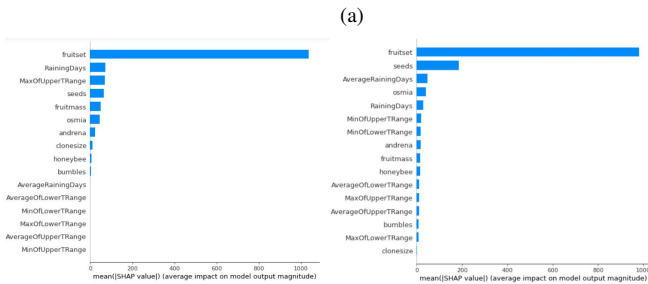 (a)
fruitset
RainingDays
MaxOfUpperTRange
seeds
fruitmass
osmia
andrena
clonesize
honeybee
bumbles
AverageRainingDays
AverageOfLowerTRange
MinOfLowerTRange
MaxOfLowerTRange
AverageOfUpperTRange
MinOfUpperTRange
0 200 400 600 800 1000
mean(|SHAP value|) (average impact on model output magnitude)
fruitset
seeds
AverageRainingDays
osmia
RainingDays
MinOfUpperTRange
MinOfLowerTRange
andrena
fruitmass
honeybee
AverageOfLowerTRange
MaxOfUpperTRange
AverageOfUpperTRange
bumbles
MaxOfLowerTRange
clonesize
0 200 400 600 800 1000
mean(|SHAP value|) (average impact on model output magnitude)